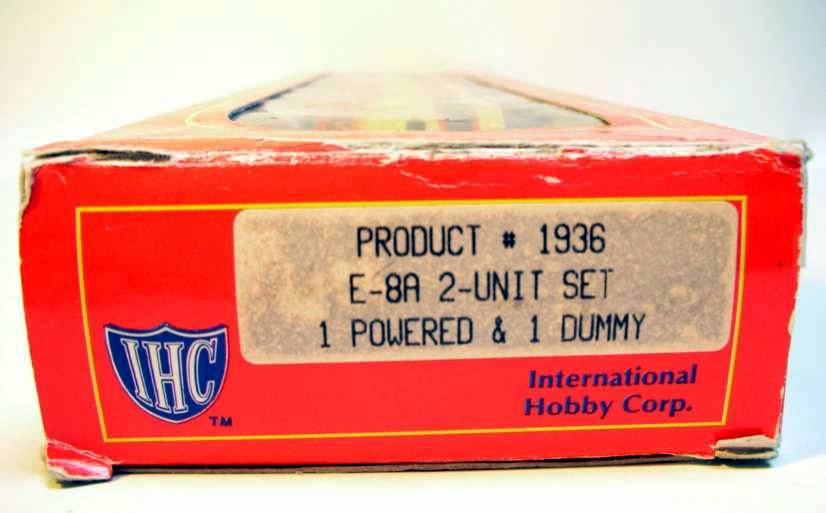 PRODUCT # 1936
E-8A 2-UNIT SET
1 POWERED & 1 DUMMY
IHC
TM
International
Hobby Corp.